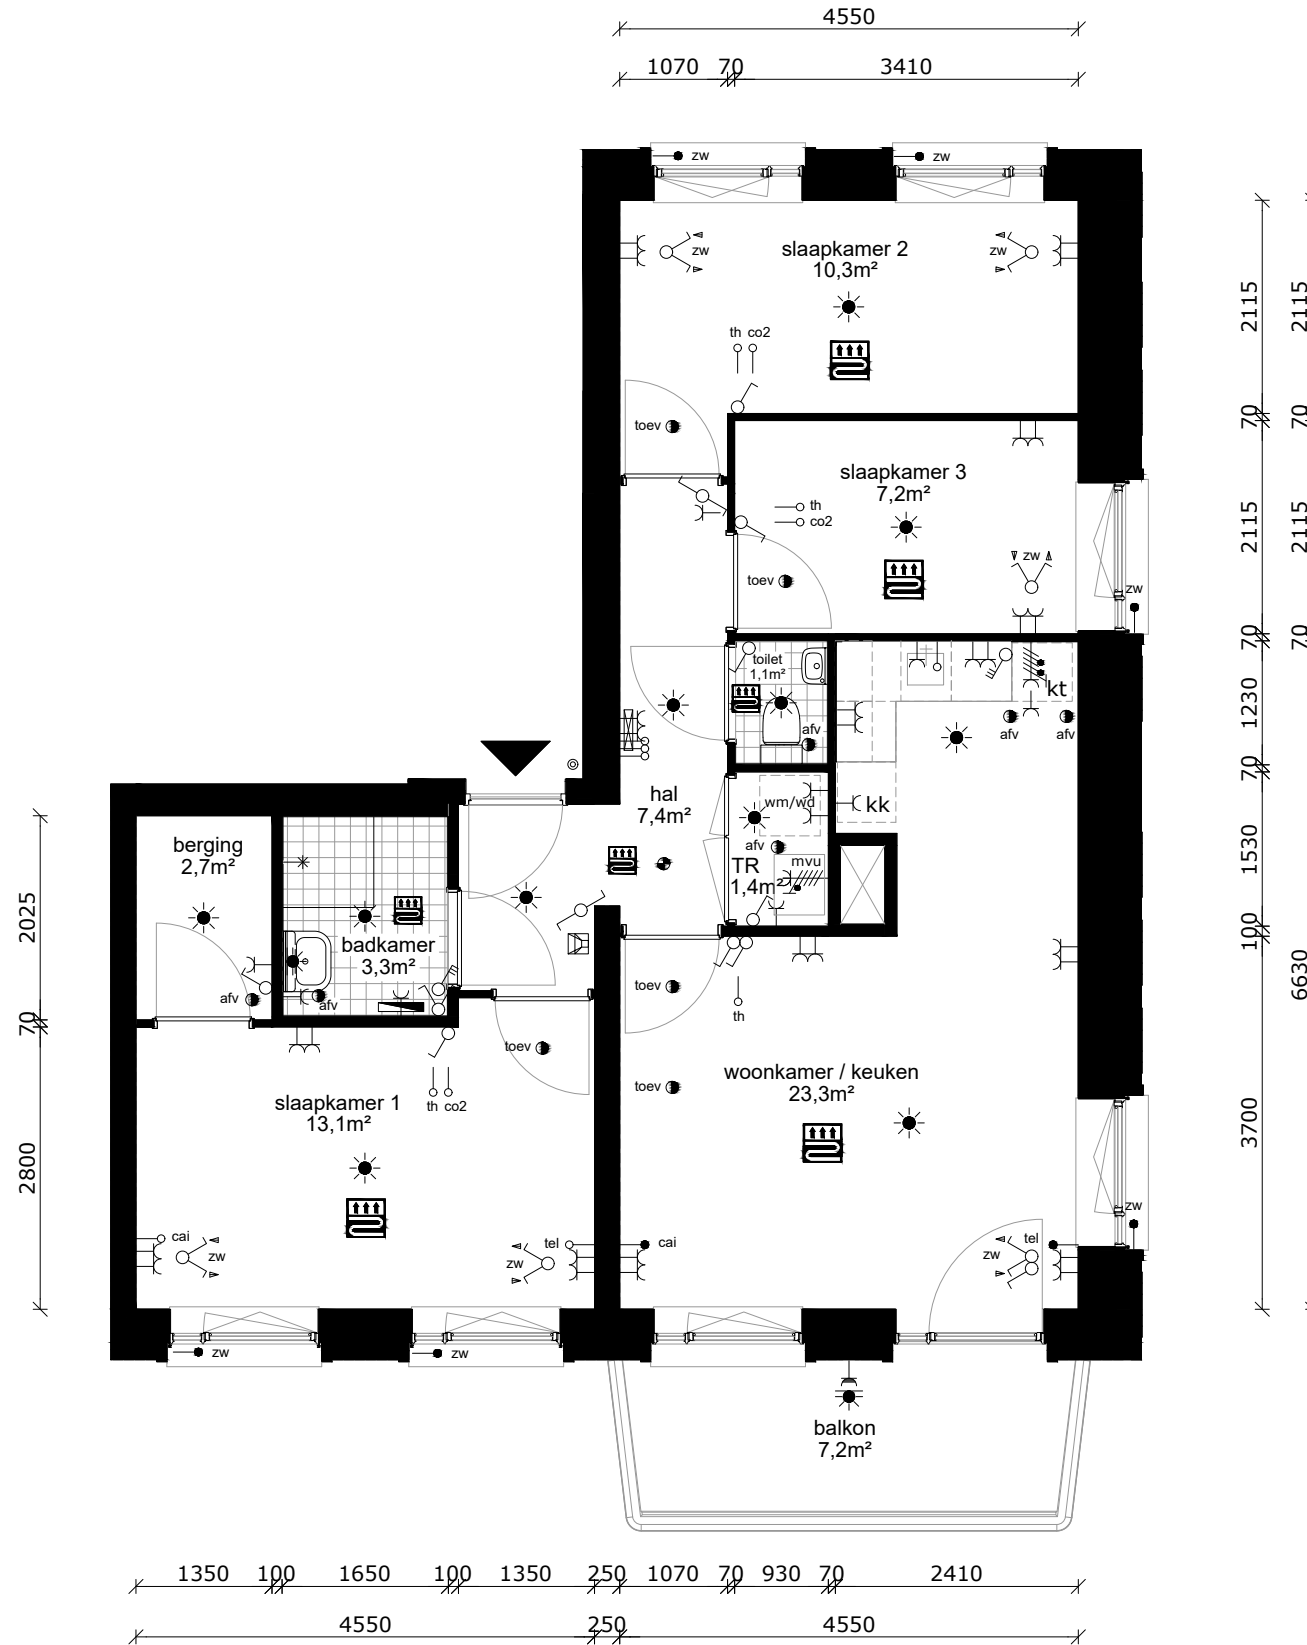 4550
1070 70 3410
zw
zw
slaapkamer 2
10,3m²
zw
zw
th co2
toev
2115
2115
70
70
slaapkamer 3
7,2m²
th
co2
toev
zw
zw
2115
2115
70
70
toilet
1,1m²
afv
kt
afv
afv
1230
70
hal
7,4m²
wm/wd
kk
afv
mvu
TR
1,4m²
1530
100
berging
2,7m²
afv
badkamer
3,3m²
afv
2025
70
toev
toev
th
toev
6630
slaapkamer 1
13,1m²
th co2
woonkamer / keuken
23,3m²
2800
3700
cai
zw
tel
zw
cai
zw
tel
zw
zw
zw
balkon
7,2m²
1350 100 1650 100 1350 250 1070 70 930 70 2410
4550 250 4550